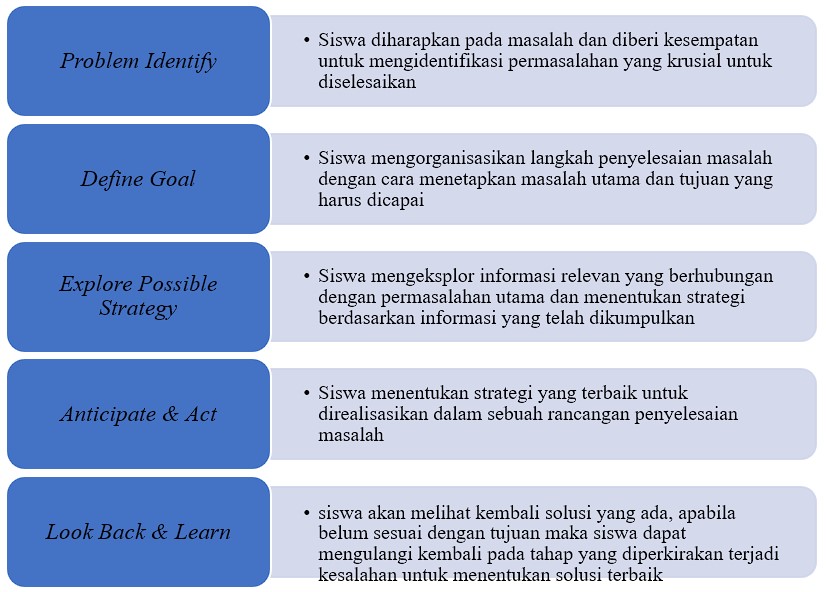 Problem Identify
• Siswa diharapkan pada masalah dan diberi kesempatan
untuk mengidentifikasi permasalahan yang krusial untuk
diselesaikan
Define Goal
• Siswa mengorganisasikan langkah penyelesaian masalah
dengan cara menetapkan masalah utama dan tujuan yang
harus dicapai
Explore Possible
Strategy
• Siswa mengeksplor informasi relevan yang berhubungan
dengan permasalahan utama dan menentukan strategi
berdasarkan informasi yang telah dikumpulkan
Anticipate & Act
• Siswa menentukan strategi yang terbaik untuk
direalisasikan dalam sebuah rancangan penyelesaian
masalah
Look Back & Learn
• siswa akan melihat kembali solusi yang ada, apabila
belum sesuai dengan tujuan maka siswa dapat
mengulangi kembali pada tahap yang diperkirakan terjadi
kesalahan untuk menentukan solusi terbaik